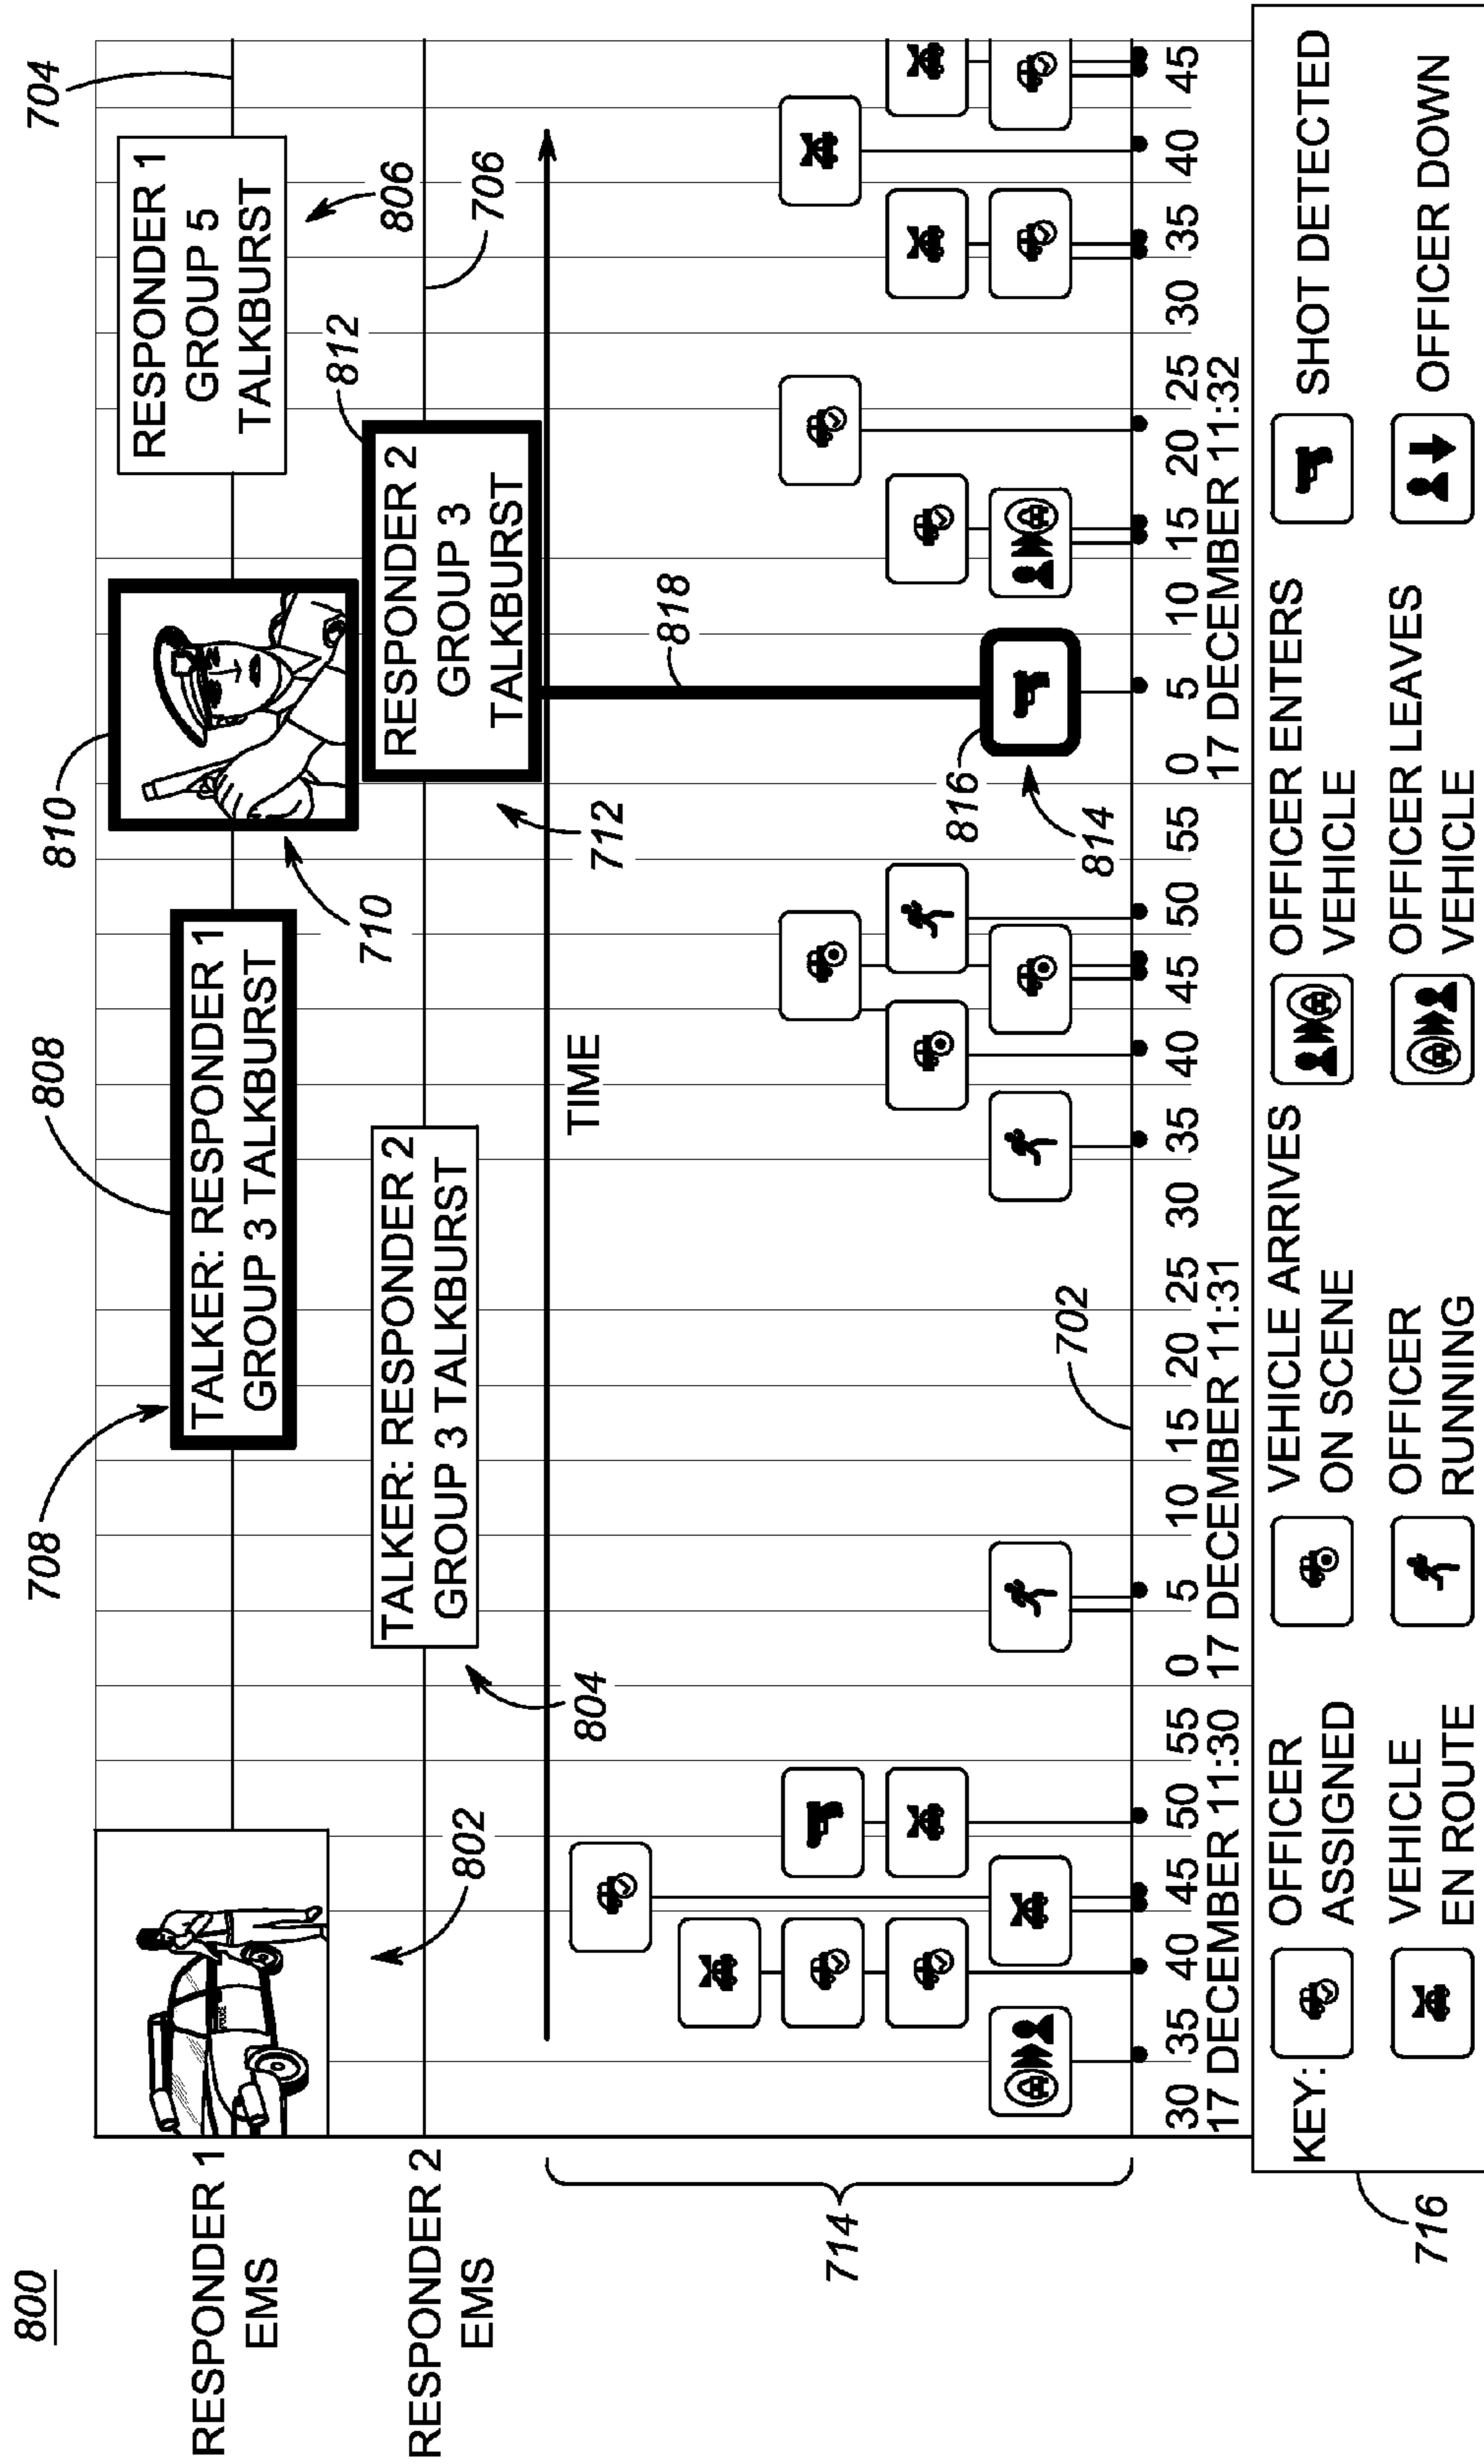 800
RESPONDER 1
EMS
RESPONDER 2
EMS
708
808
810
704
TALKER: RESPONDER 1
GROUP 3 TALKBURST
710
RESPONDER 1
GROUP 5
TALKBURST
806
802
804
TALKER: RESPONDER 2
GROUP 3 TALKBURST
712
RESPONDER 2
GROUP 3
TALKBURST
812
706
TIME
818
714
702
816
814
30 35 40 45 50 55 0 5 10 15 20 25 30 35 40 45 50 55 0 5 10 15 20 25 30 35 40 45
17 DECEMBER 11:30 17 DECEMBER 11:31 17 DECEMBER 11:32
716
KEY:
OFFICER
ASSIGNED
VEHICLE ARRIVES
ON SCENE
OFFICER ENTERS
VEHICLE
SHOT DETECTED
VEHICLE
EN ROUTE
OFFICER
RUNNING
OFFICER LEAVES
VEHICLE
OFFICER DOWN